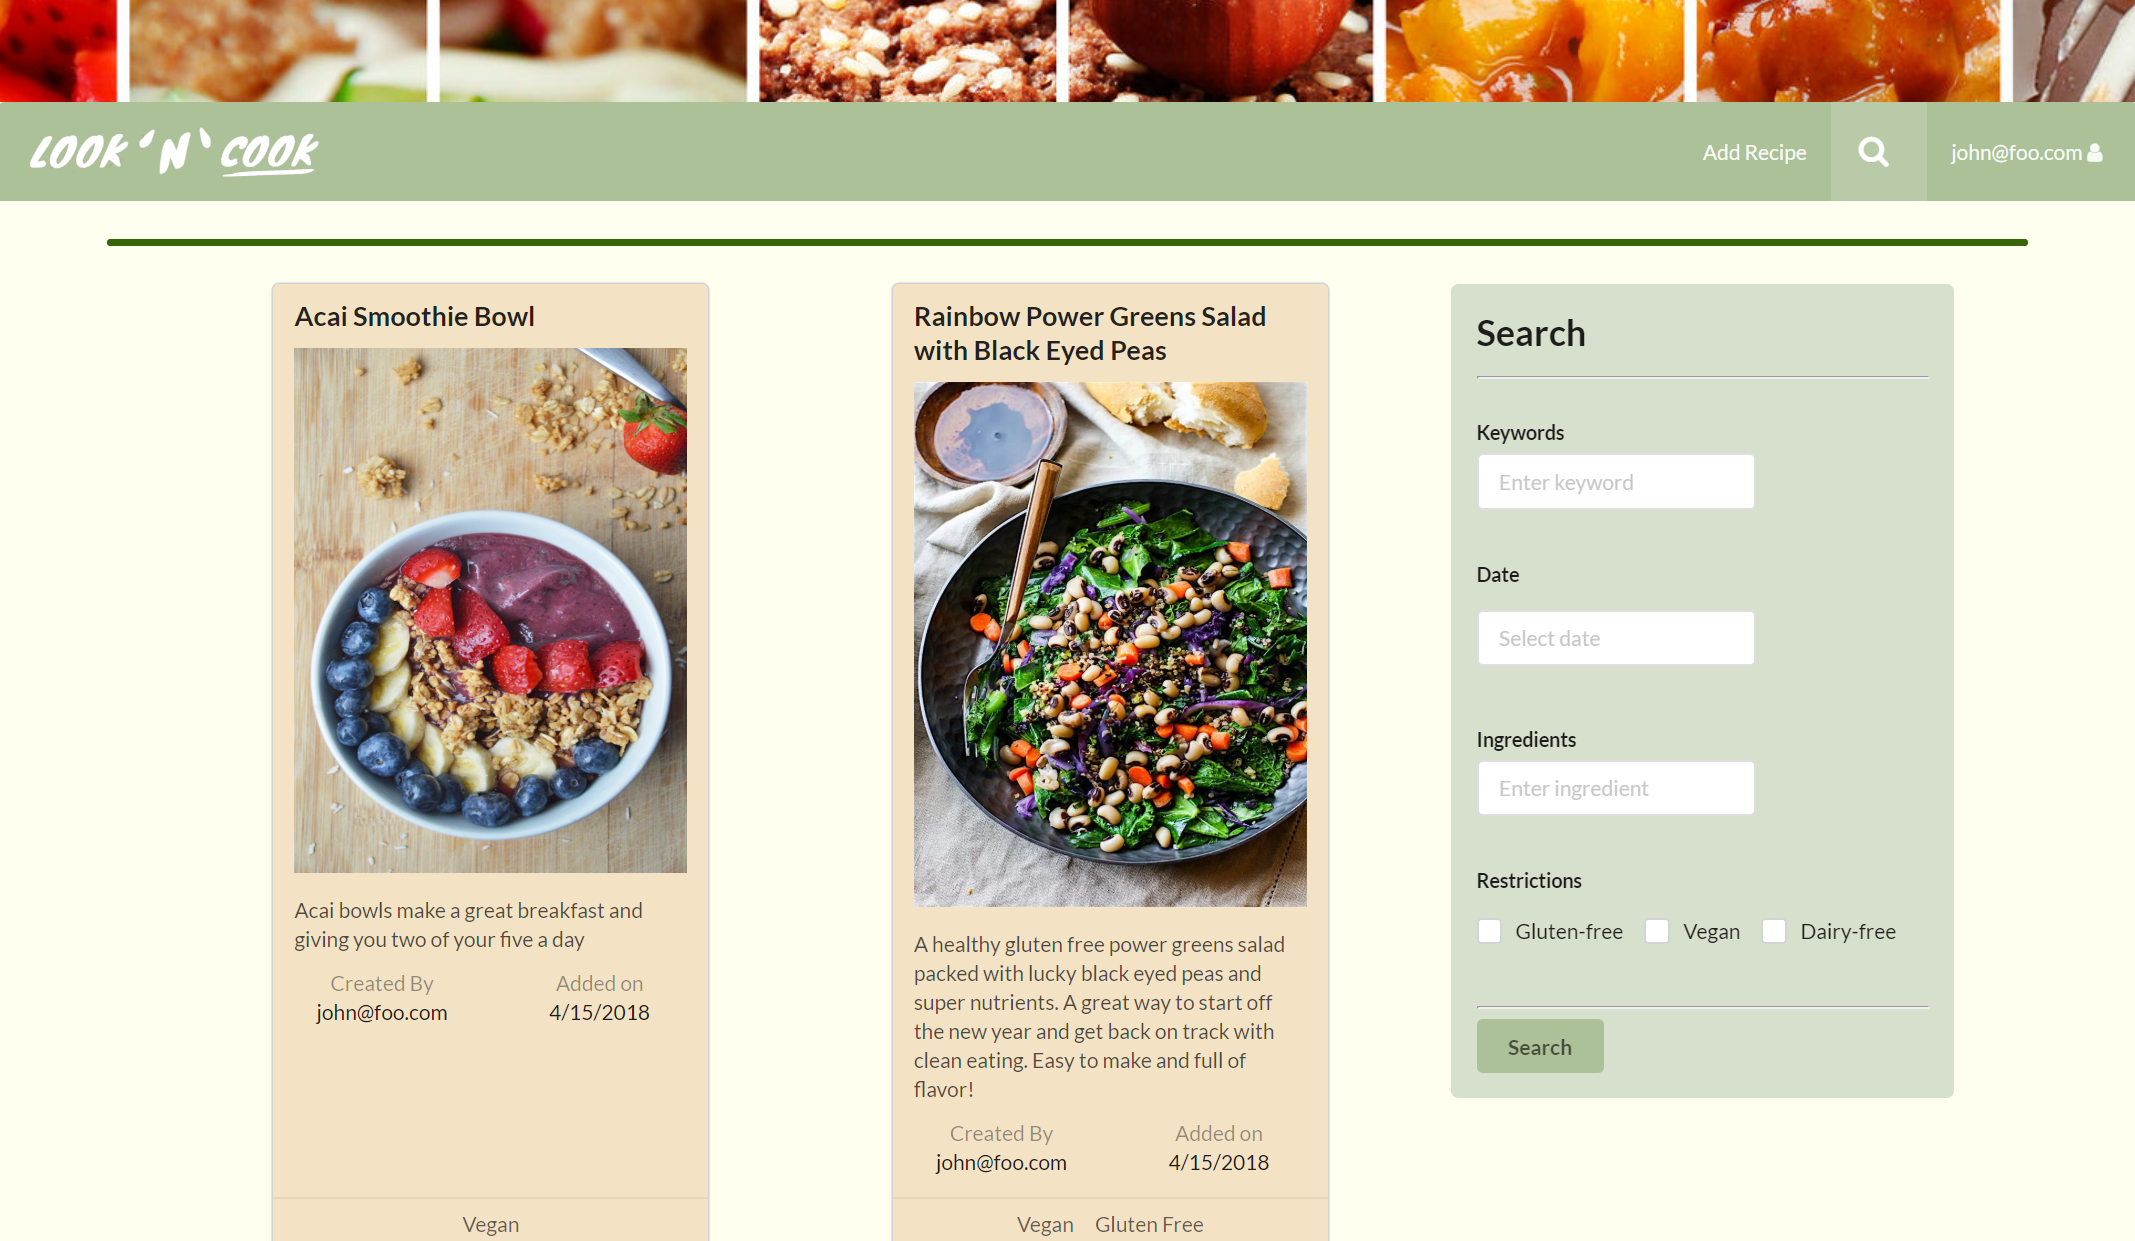 LOOK 'N' COOK
Add Recipe
john@foo.com
Acai Smoothie Bowl
Acai bowls make a great breakfast and
giving you two of your five a day
Created By
john@foo.com
Added on
4/15/2018
Vegan
Rainbow Power Greens Salad
with Black Eyed Peas
A healthy gluten free power greens salad
packed with lucky black eyed peas and
super nutrients. A great way to start off
the new year and get back on track with
clean eating. Easy to make and full of
flavor!
Created By
john@foo.com
Added on
4/15/2018
Vegan Gluten Free
Search
Keywords
Enter keyword
Date
Select date
Ingredients
Enter ingredient
Restrictions
Gluten-free Vegan Dairy-free
Search